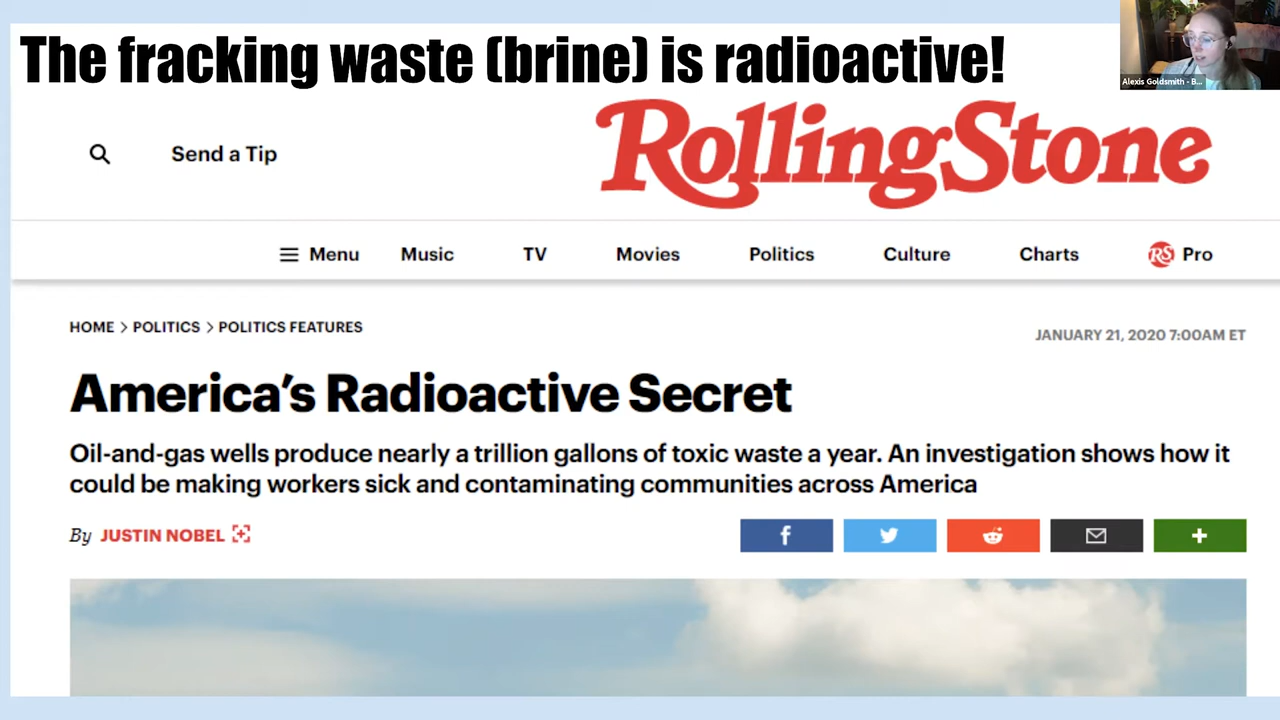 The fracking waste (brine) is radioactive!
Alexis Goldsmith - B...
RollingStone
Send a Tip
Menu Music TV Movies Politics Culture Charts RS Pro
HOME > POLITICS > POLITICS FEATURES
JANUARY 21, 2020 7:00AM ET
America's Radioactive Secret
Oil-and-gas wells produce nearly a trillion gallons of toxic waste a year. An investigation shows how it
could be making workers sick and contaminating communities across America
By JUSTIN NOBEL